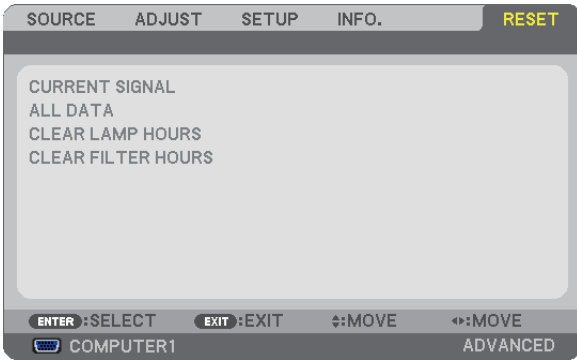 SOURCE ADJUST SETUP INFO. RESET
CURRENT SIGNAL
ALL DATA
CLEAR LAMP HOURS
CLEAR FILTER HOURS
ENTER :SELECT EXIT :EXIT :MOVE :MOVE
COMPUTER1 ADVANCED